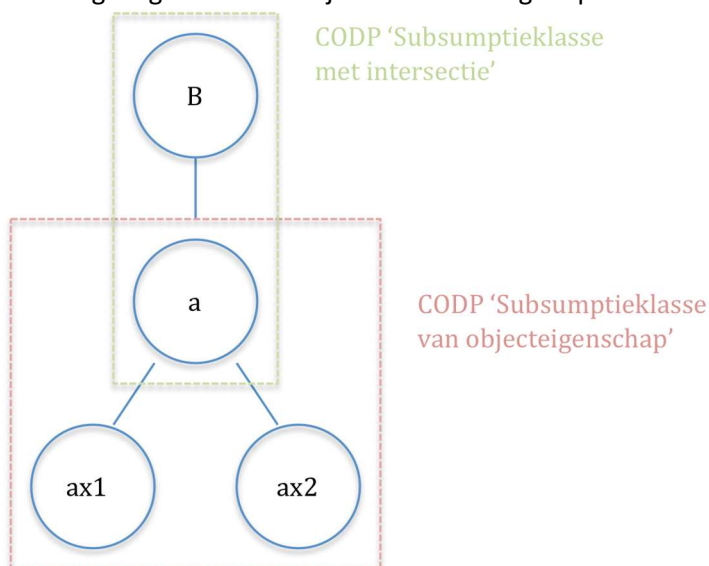 CODP ‘Subsumptieklasse
met intersectie’
B
a
CODP ‘Subsumptieklasse
van objecteigenschap’
ax1
ax2